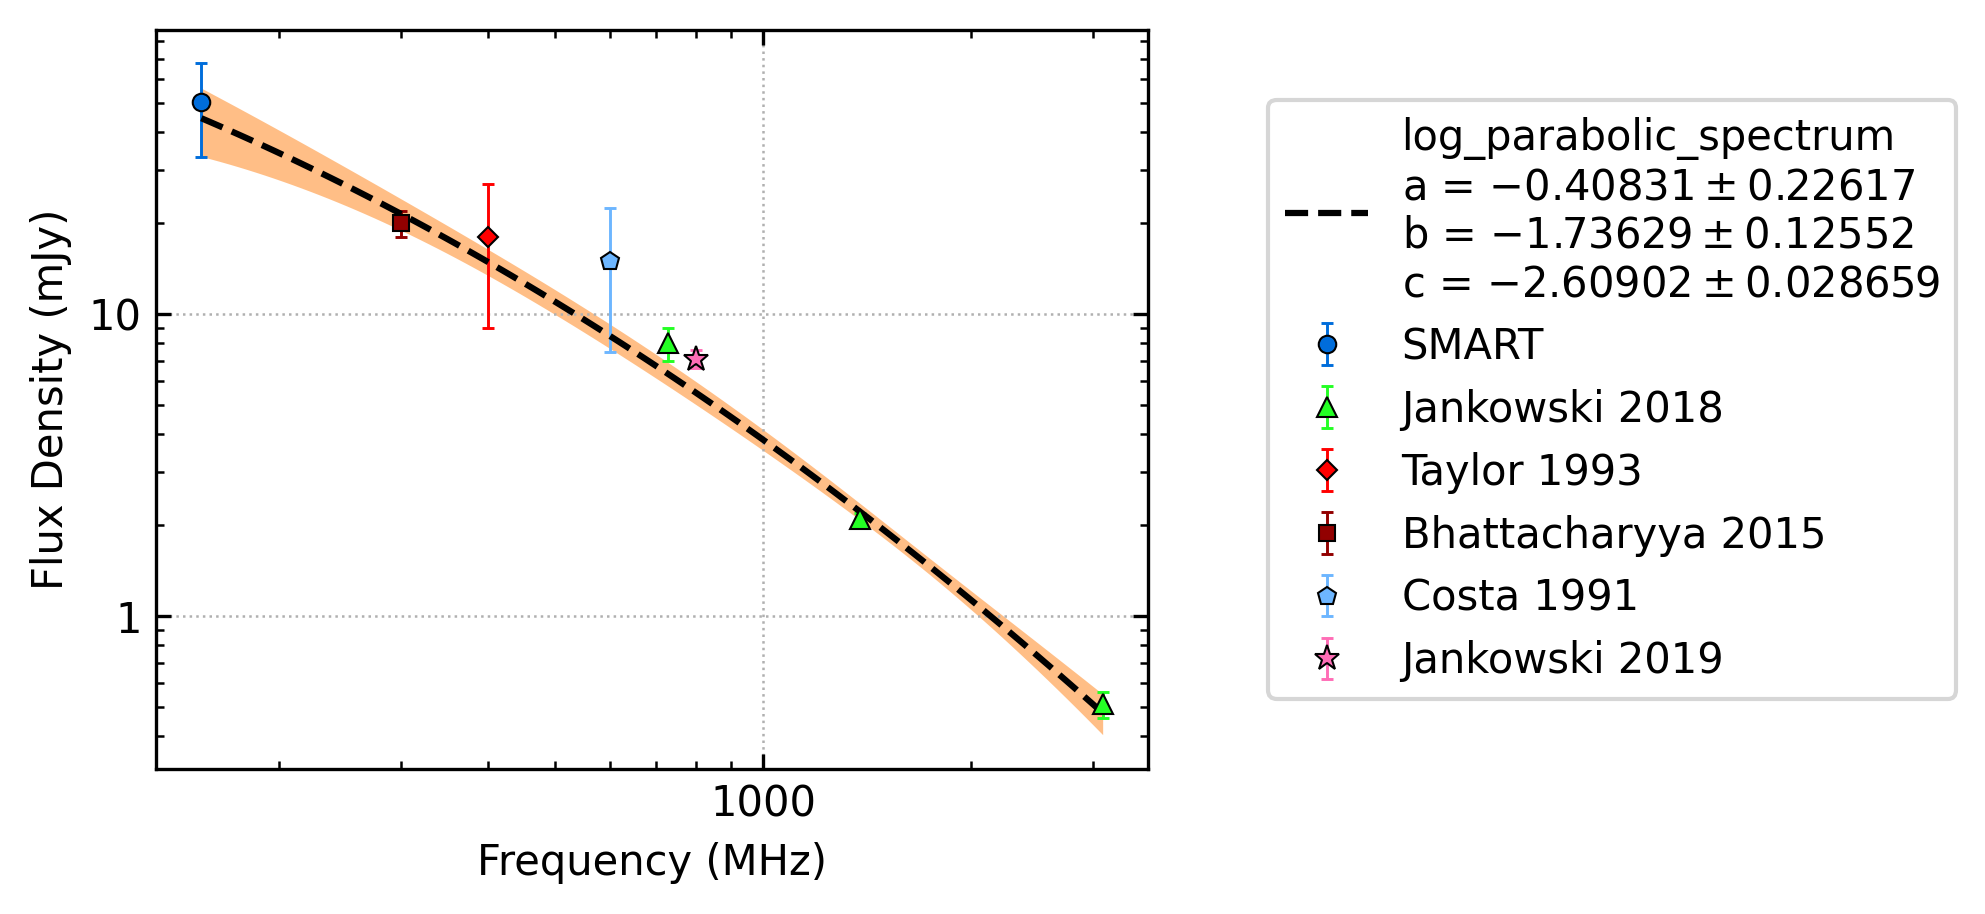 Flux Density (mJy)
10
1
1000
Frequency (MHz)
log_parabolic_spectrum
a = −0.40831 ± 0.22617
b = −1.73629 ± 0.12552
c = −2.60902 ± 0.028659
SMART
Jankowski 2018
Taylor 1993
Bhattacharyya 2015
Costa 1991
Jankowski 2019